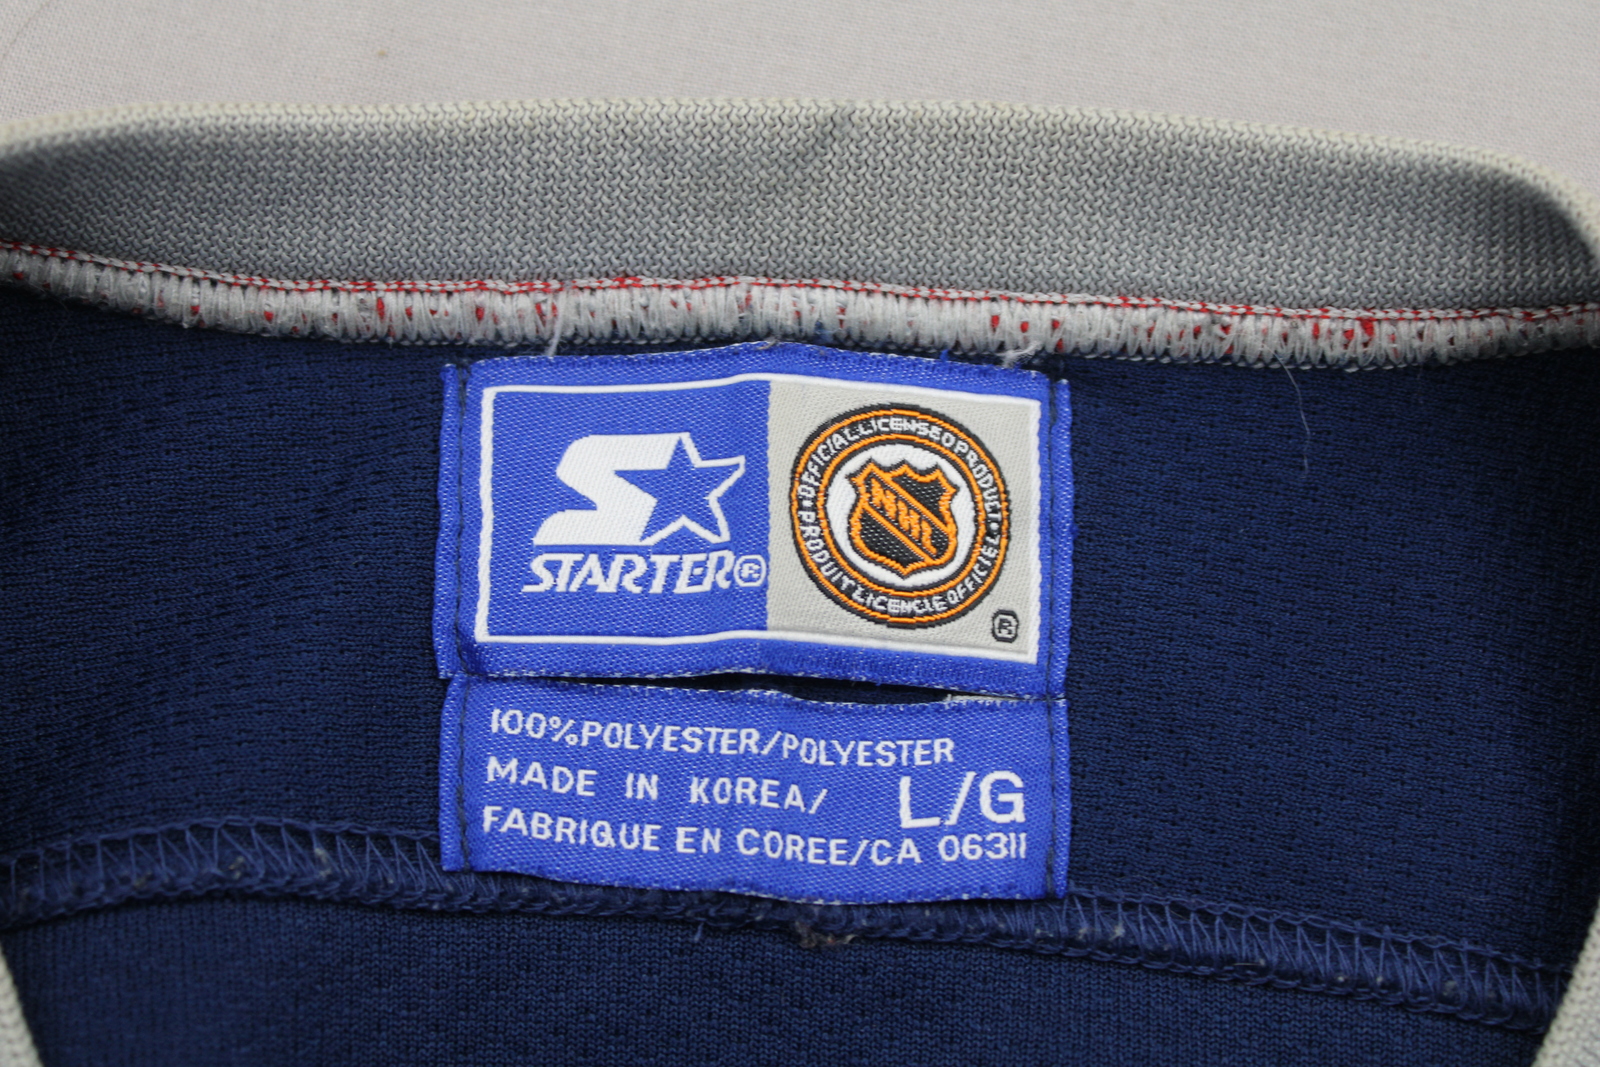 STARTER®
•OFFICIAL LICENSED PRODUCT•
NHL
PRODUIT LICENCIE OFFICIEL
®
100%POLYESTER/POLYESTER
MADE IN KOREA/
L/G
FABRIQUE EN COREE/CA 06311